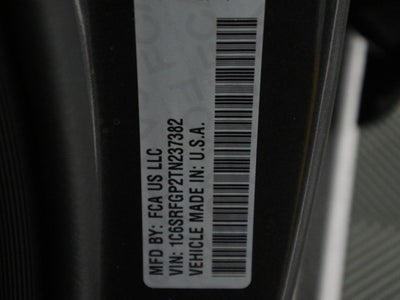 MFD BY: FCA US LLC
VIN: 1C6SRFGP2TN237382
VEHICLE MADE IN: U.S.A.